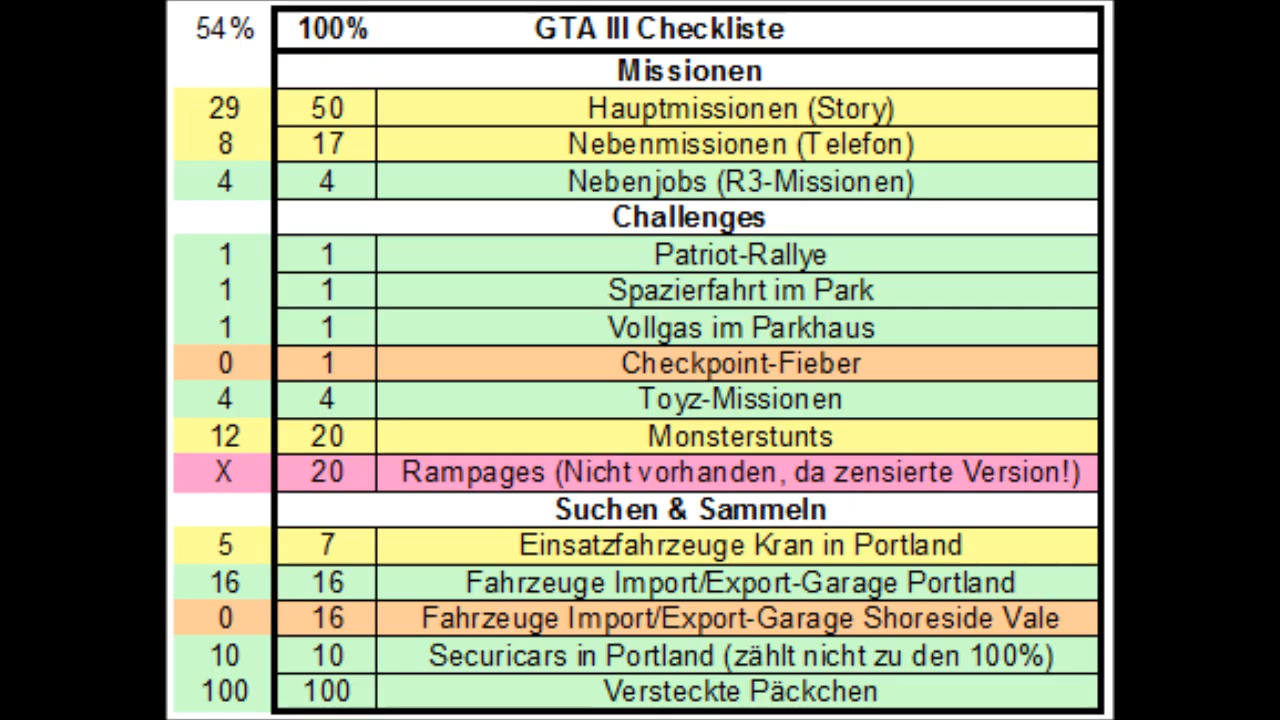 54% 100% GTA III Checkliste
Missionen
29 50 Hauptmissionen (Story)
8 17 Nebenmissionen (Telefon)
4 4 Nebenjobs (R3-Missionen)
Challenges
1 1 Patriot-Rallye
1 1 Spazierfahrt im Park
1 1 Vollgas im Parkhaus
0 1 Checkpoint-Fieber
4 4 Toyz-Missionen
12 20 Monsterstunts
X 20 Rampages (Nicht vorhanden, da zensierte Version!)
Suchen & Sammeln
5 7 Einsatzfahrzeuge Kran in Portland
16 16 Fahrzeuge Import/Export-Garage Portland
0 16 Fahrzeuge Import/Export-Garage Shoreside Vale
10 10 Securicars in Portland (zählt nicht zu den 100%)
100 100 Versteckte Päckchen